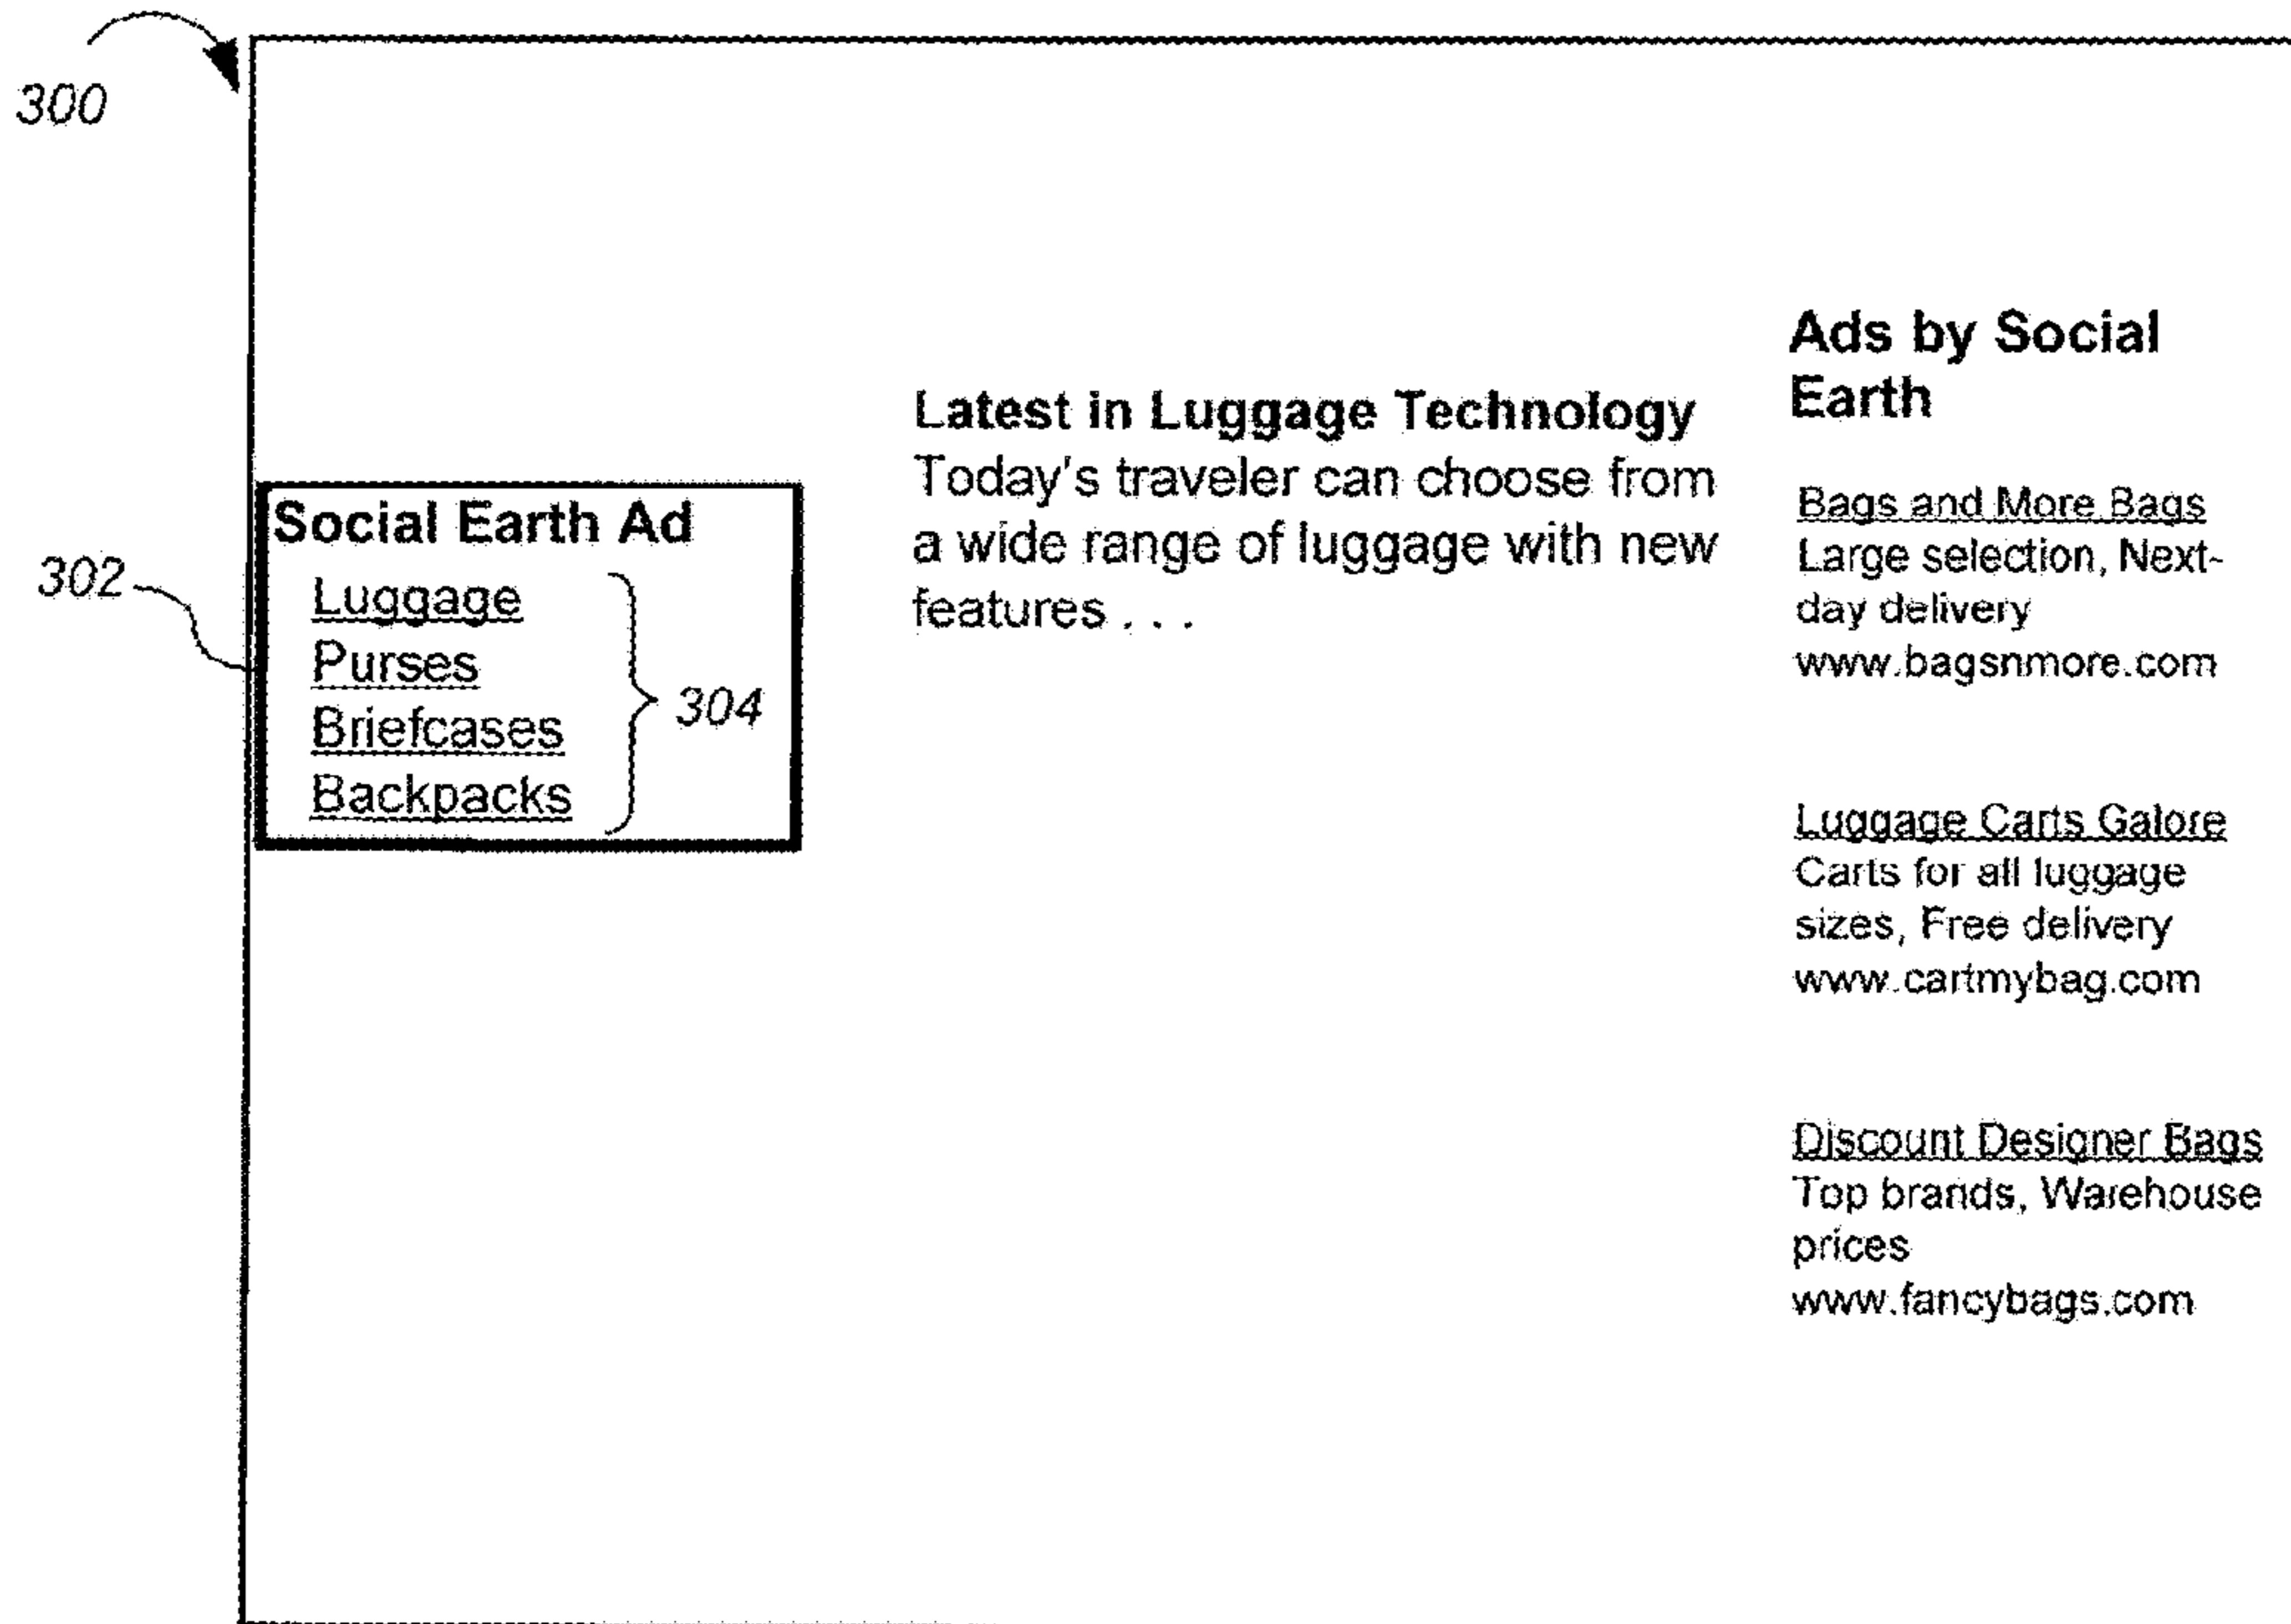 300
302
Social Earth Ad
Luggage
Purses
Briefcases
Backpacks
304
Latest in Luggage Technology
Today's traveler can choose from
a wide range of luggage with new
features . . .
Ads by Social
Earth
Bags and More Bags
Large selection, Next-
day delivery
www.bagsnmore.com
Luggage Carts Galore
Carts for all luggage
sizes, Free delivery
www.cartmybag.com
Discount Designer Bags
Top brands, Warehouse
prices
www.fancybags.com